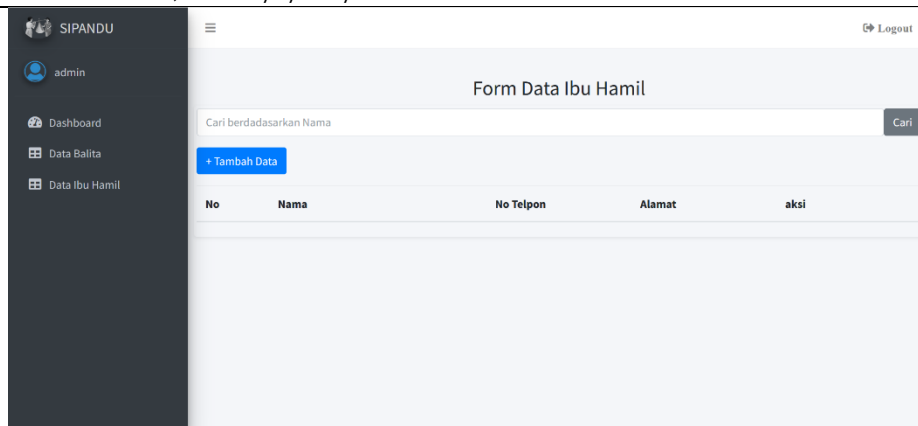 SIPANDU
Logout
admin
Form Data Ibu Hamil
Dashboard
Cari berdadasarkan Nama
Cari
Data Balita
+ Tambah Data
Data Ibu Hamil
No Nama No Telpon Alamat aksi